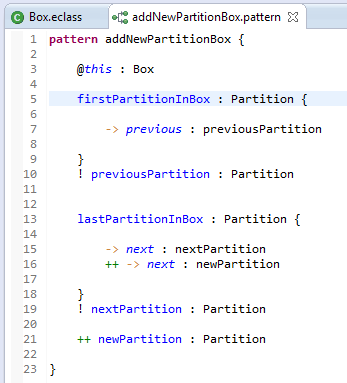 Box.eclass addNewPartitionBox.pattern
1 pattern addNewPartitionBox {
2
3 @this : Box
4
5 firstPartitionInBox : Partition {
6
7 -> previous : previousPartition
8
9 }
10 ! previousPartition : Partition
11
12
13 lastPartitionInBox : Partition {
14
15 -> next : nextPartition
16 ++ -> next : newPartition
17
18 }
19 ! nextPartition : Partition
20
21 ++ newPartition : Partition
22
23 }